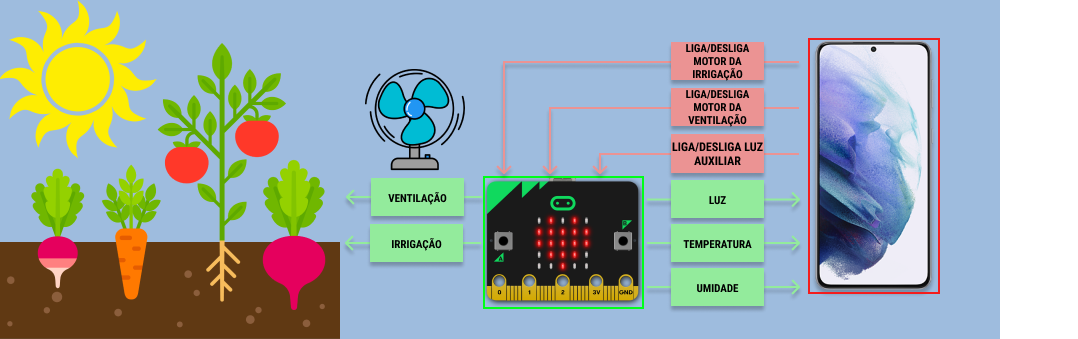 LIGA/DESLIGA
MOTOR DA
IRRIGAÇÃO
LIGA/DESLIGA
MOTOR DA
VENTILAÇÃO
LIGA/DESLIGA LUZ
AUXILIAR
VENTILAÇÃO
LUZ
IRRIGAÇÃO
TEMPERATURA
UMIDADE
B
A
0 1 2 3V GND